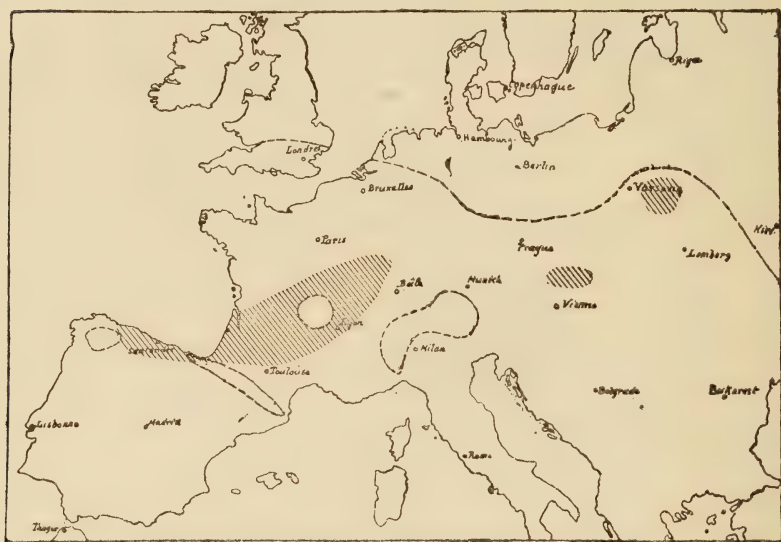 Riga
Copenhague
Hambourg
Londres
Berlin
Bruxelles
Varsovie
Kiev
Paris
Prague
Lemberg
Bâle
Munich
Vienne
Lyon
Santander
Milan
Toulouse
Belgrade
Bukarest
Lisbonne
Madrid
Rome